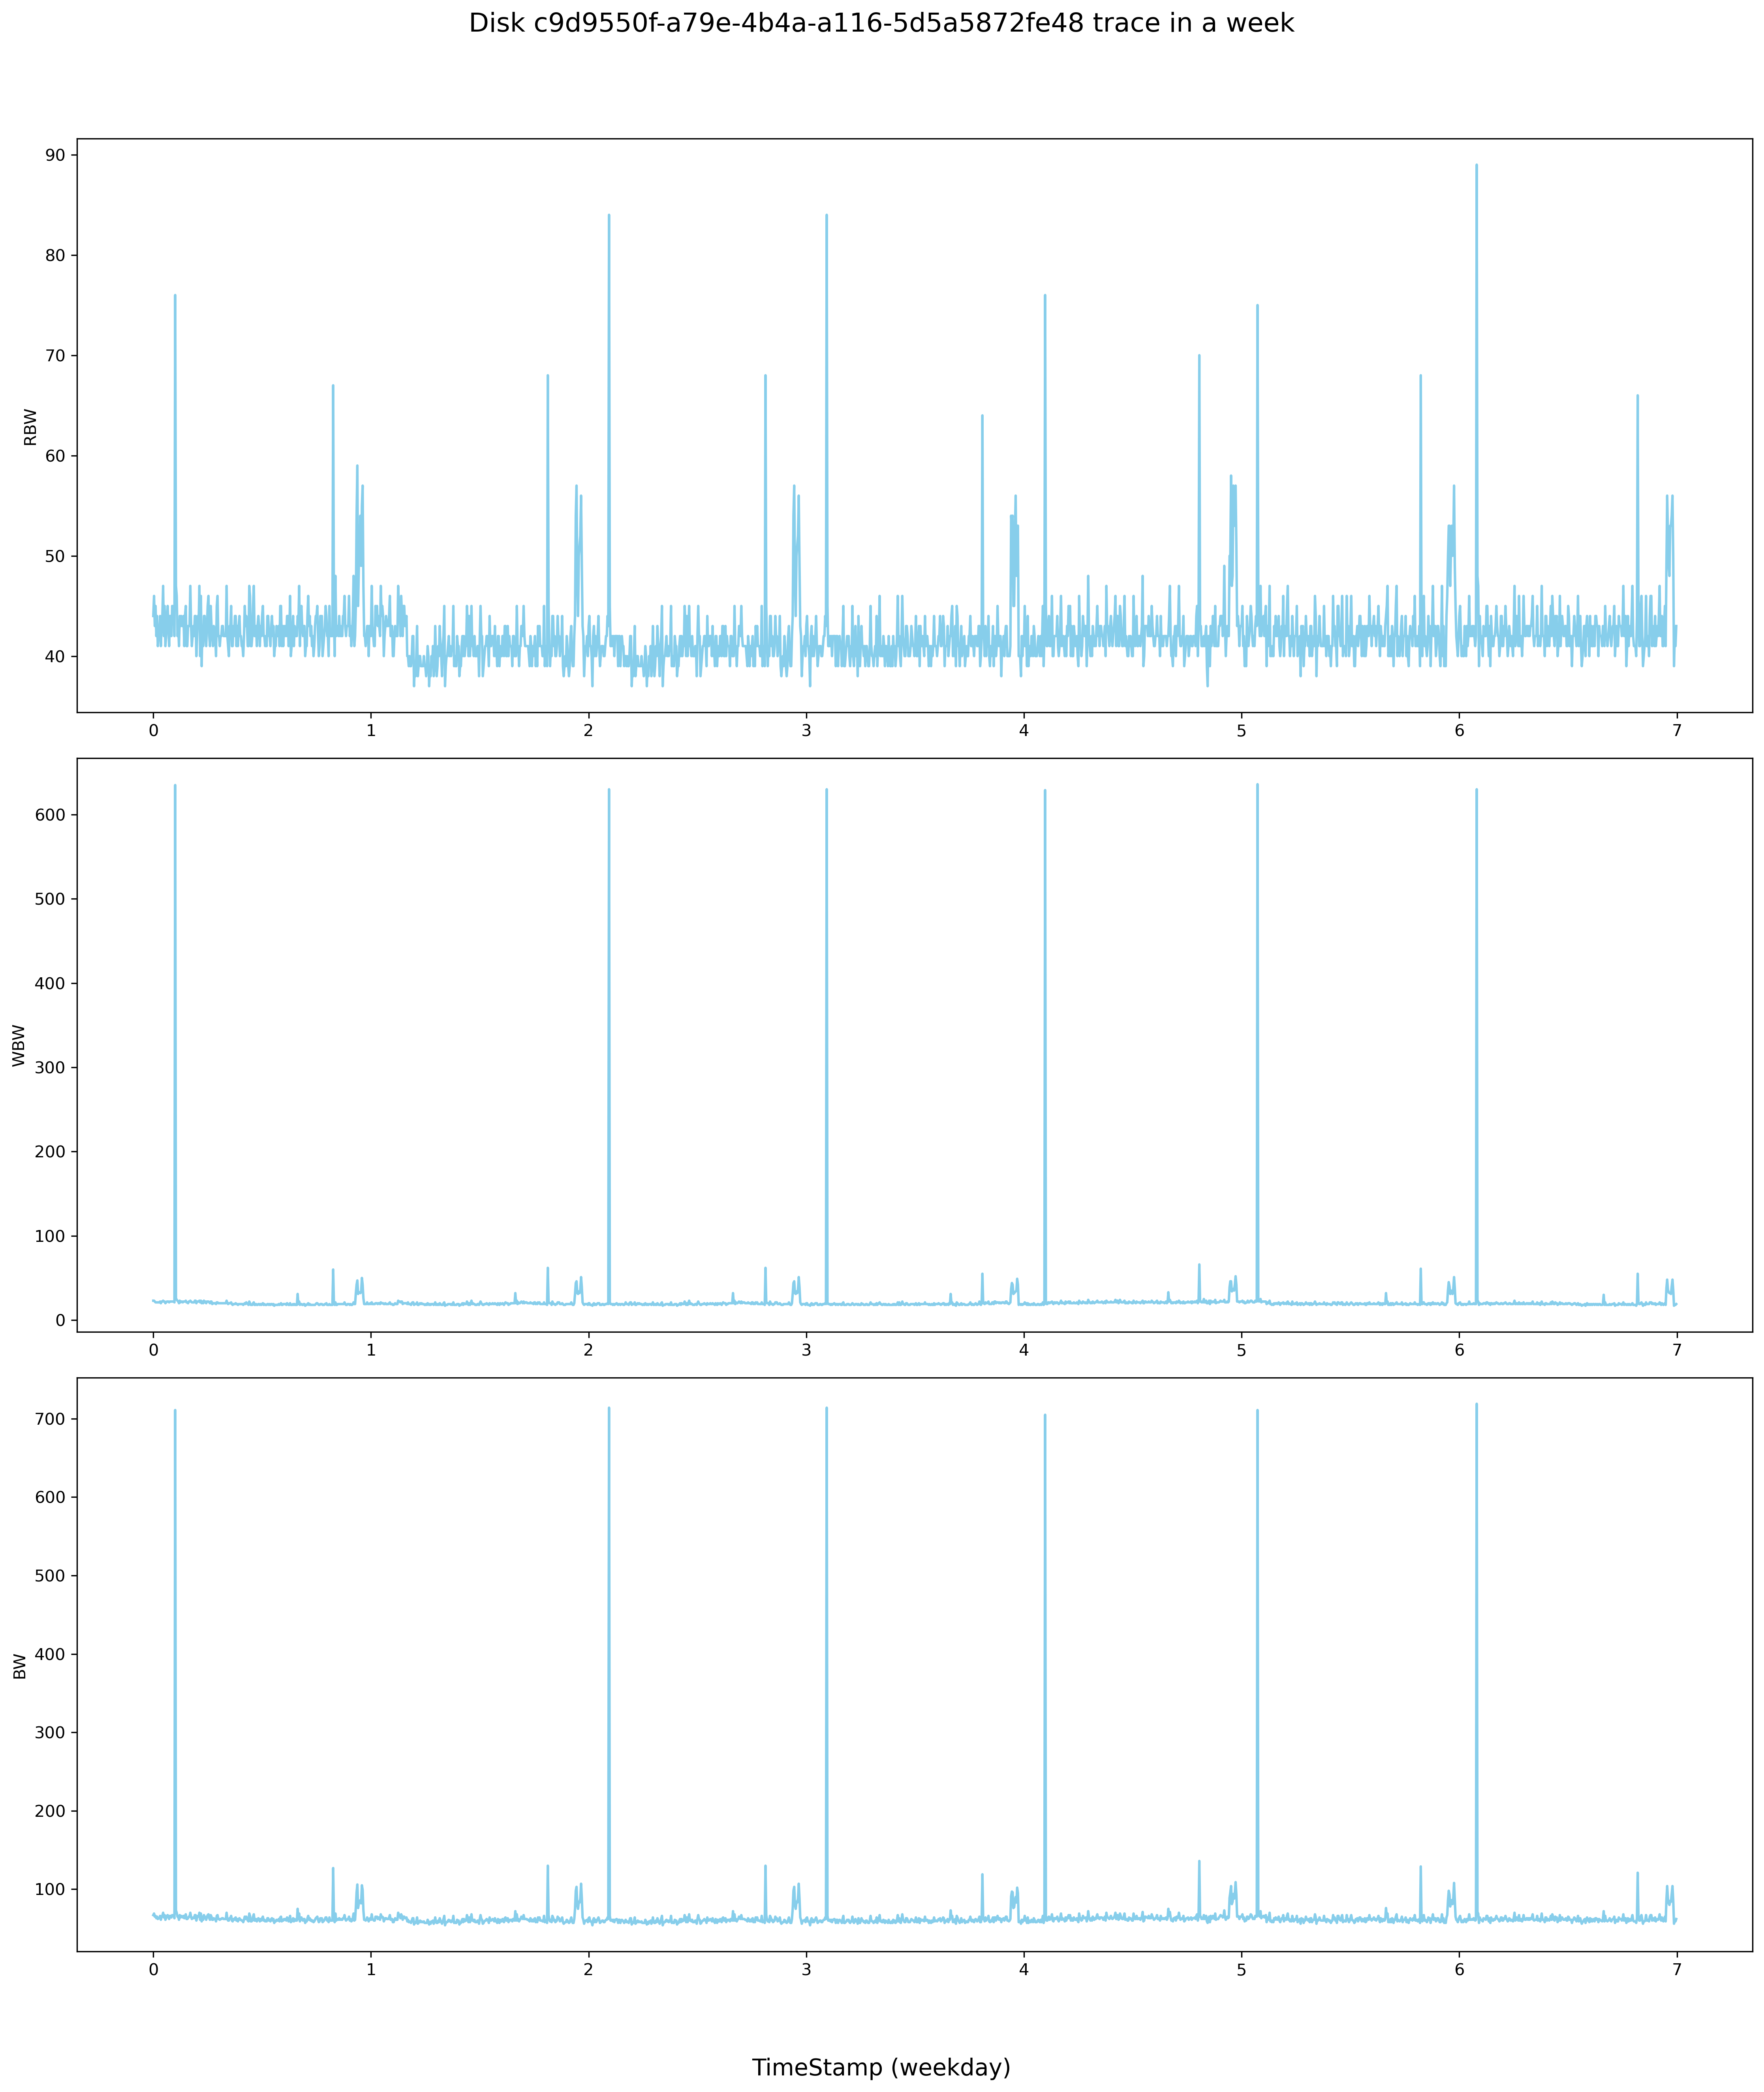 Disk c9d9550f-a79e-4b4a-a116-5d5a5872fe48 trace in a week
90
80
70
60
50
40
RBW
0 1 2 3 4 5 6 7
600
500
400
300
200
100
0
WBW
0 1 2 3 4 5 6 7
700
600
500
400
300
200
100
BW
0 1 2 3 4 5 6 7
TimeStamp (weekday)